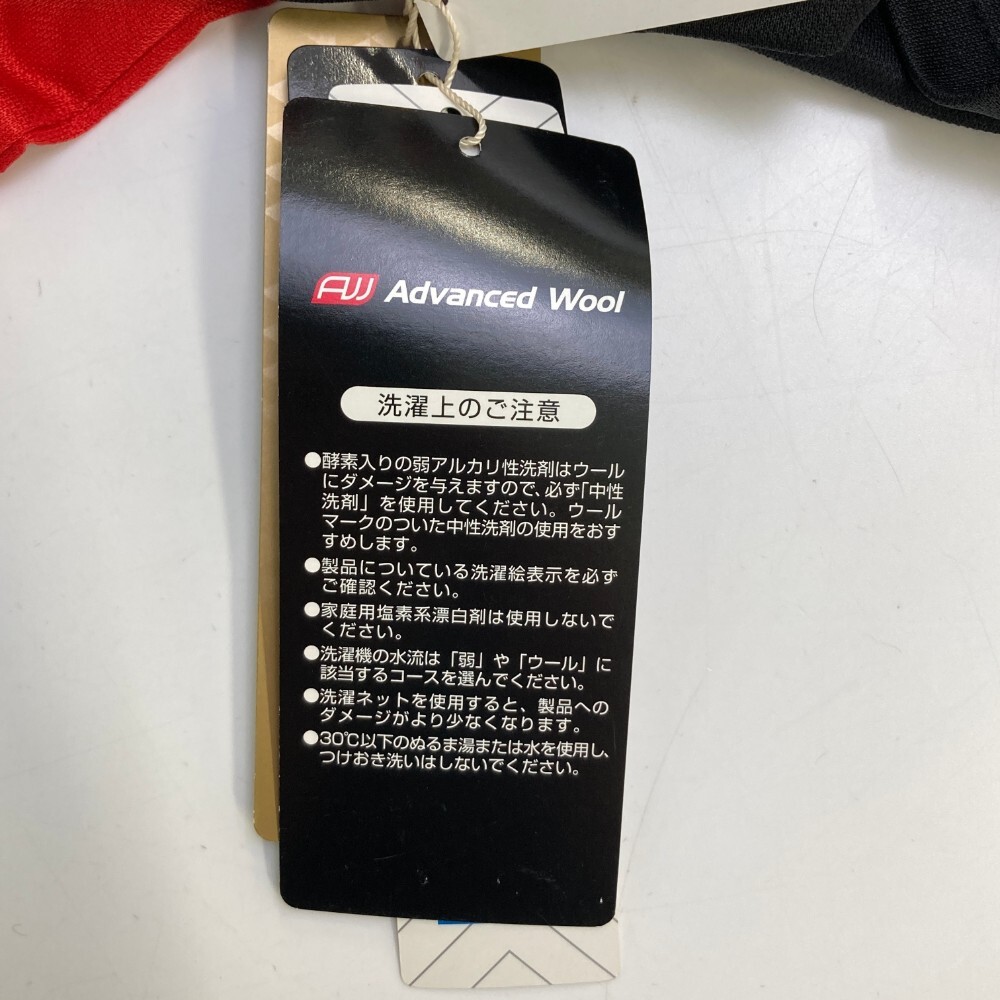 AW Advanced Wool
洗濯上のご注意
●酵素入りの弱アルカリ性洗剤はウール
にダメージを与えますので、必ず「中性
洗剤」を使用してください。ウール
マークのついた中性洗剤の使用をおす
すめします。
●製品についている洗濯絵表示を必ず
ご確認ください。
●家庭用塩素系漂白剤は使用しないで
ください。
●洗濯機の水流は「弱」や「ウール」に
該当するコースを選んでください。
●洗濯ネットを使用すると、製品への
ダメージがより少なくなります。
●30℃以下のぬるま湯または水を使用し、
つけおき洗いはしないでください。